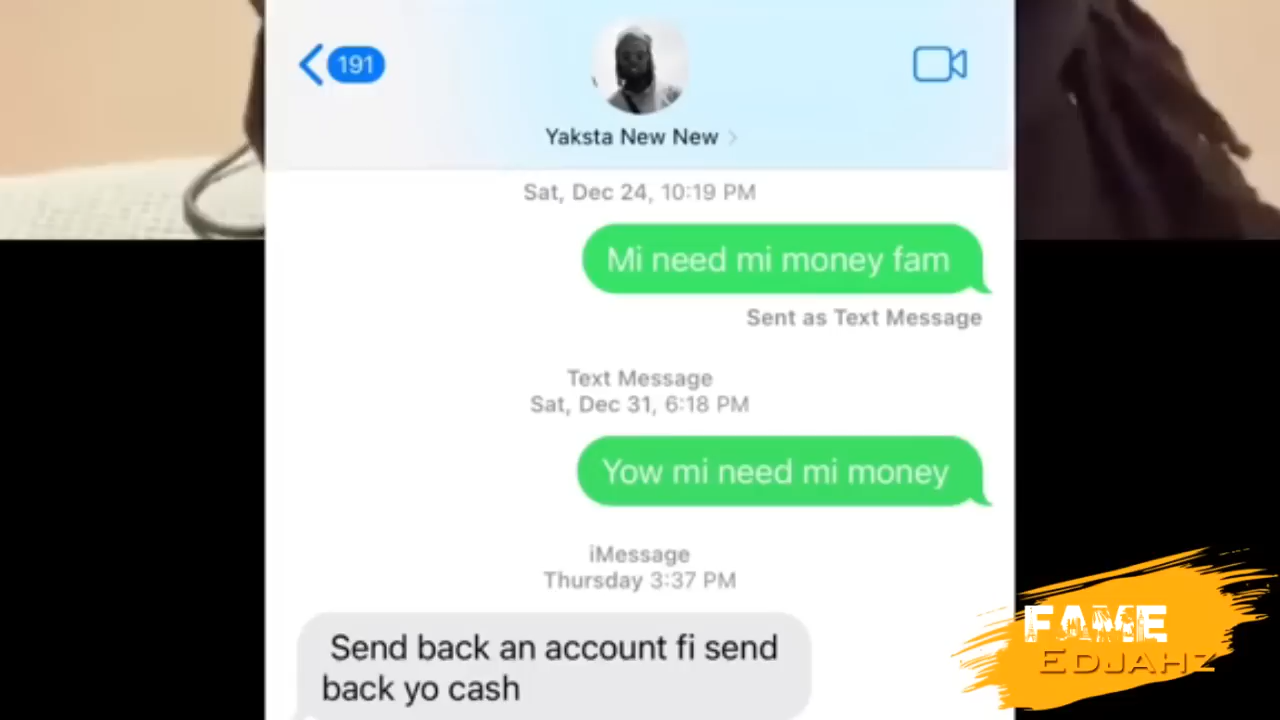 191
Yaksta New New
Sat, Dec 24, 10:19 PM
Mi need mi money fam
Sent as Text Message
Text Message
Sat, Dec 31, 6:18 PM
Yow mi need mi money
iMessage
Thursday 3:37 PM
Send back an account fi send
back yo cash
FAME
EDJAHZ